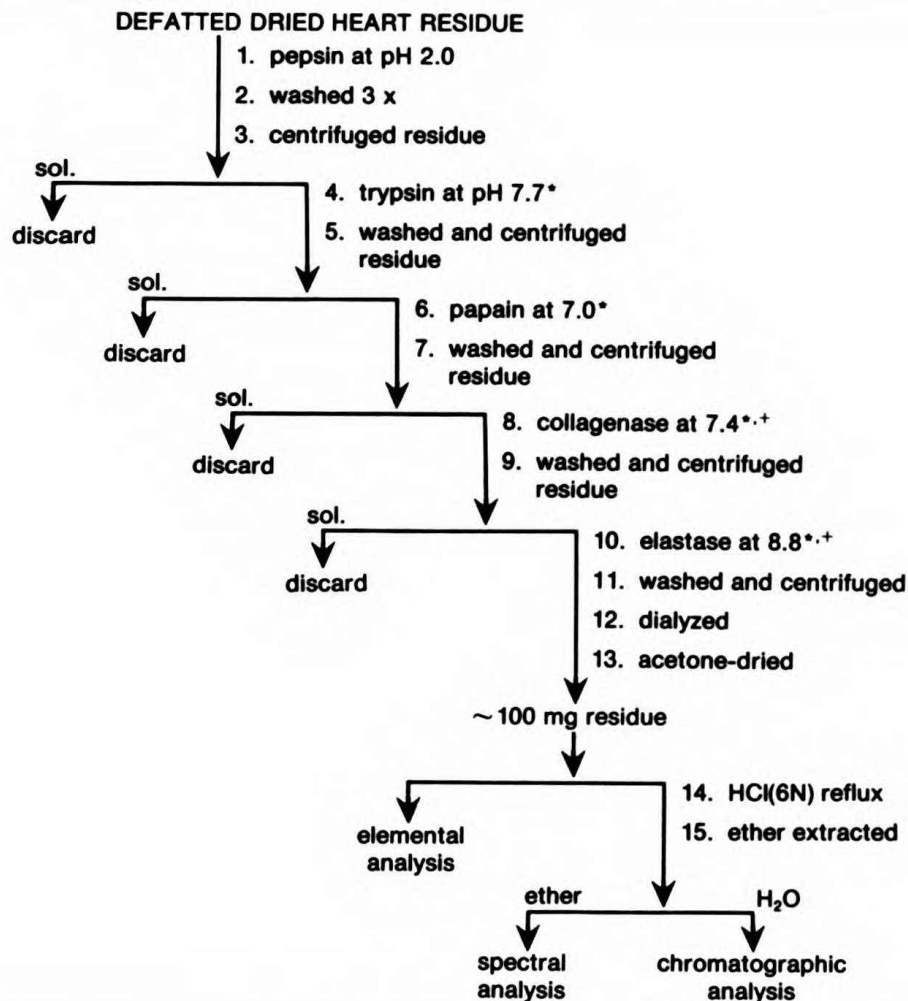 DEFATTED DRIED HEART RESIDUE
1. pepsin at pH 2.0
2. washed 3 x
3. centrifuged residue
sol.
discard
4. trypsin at pH 7.7*
5. washed and centrifuged
residue
sol.
discard
6. papain at 7.0*
7. washed and centrifuged
residue
sol.
discard
8. collagenase at 7.4*,+
9. washed and centrifuged
residue
sol.
discard
10. elastase at 8.8*,+
11. washed and centrifuged
12. dialyzed
13. acetone-dried
~100 mg residue
elemental
analysis
14. HCl(6N) reflux
15. ether extracted
ether
H₂O
spectral
analysis
chromatographic
analysis